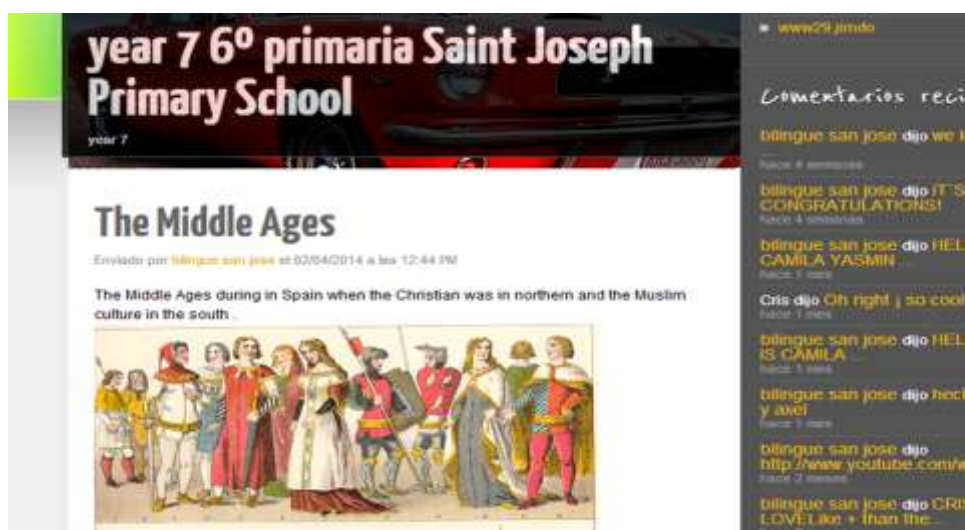 year 7 6º primaria Saint Joseph
Primary School
year 7
The Middle Ages
Enviado por bilingue san jose el 02/04/2014 a las 12:44 PM
The Middle Ages during in Spain when the Christian was in northern and the Muslim
culture in the south .
www29.jimdo
Comentarios reci
bilingue san jose dijo we
hace 4 semanas
bilingue san jose dijo IT´S
CONGRATULATIONS!
hace 4 semanas
bilingue san jose dijo HEL
CAMILA YASMIN ...
hace 1 mes
Cris dijo Oh right ¡ so cool
hace 1 mes
bilingue san jose dijo HEL
IS CAMILA ...
hace 1 mes
bilingue san jose dijo hect
y axel
hace 1 mes
bilingue san jose dijo
http://www.youtube.com/w
hace 2 meses
bilingue san jose dijo CRIS
LOVELike + than the...